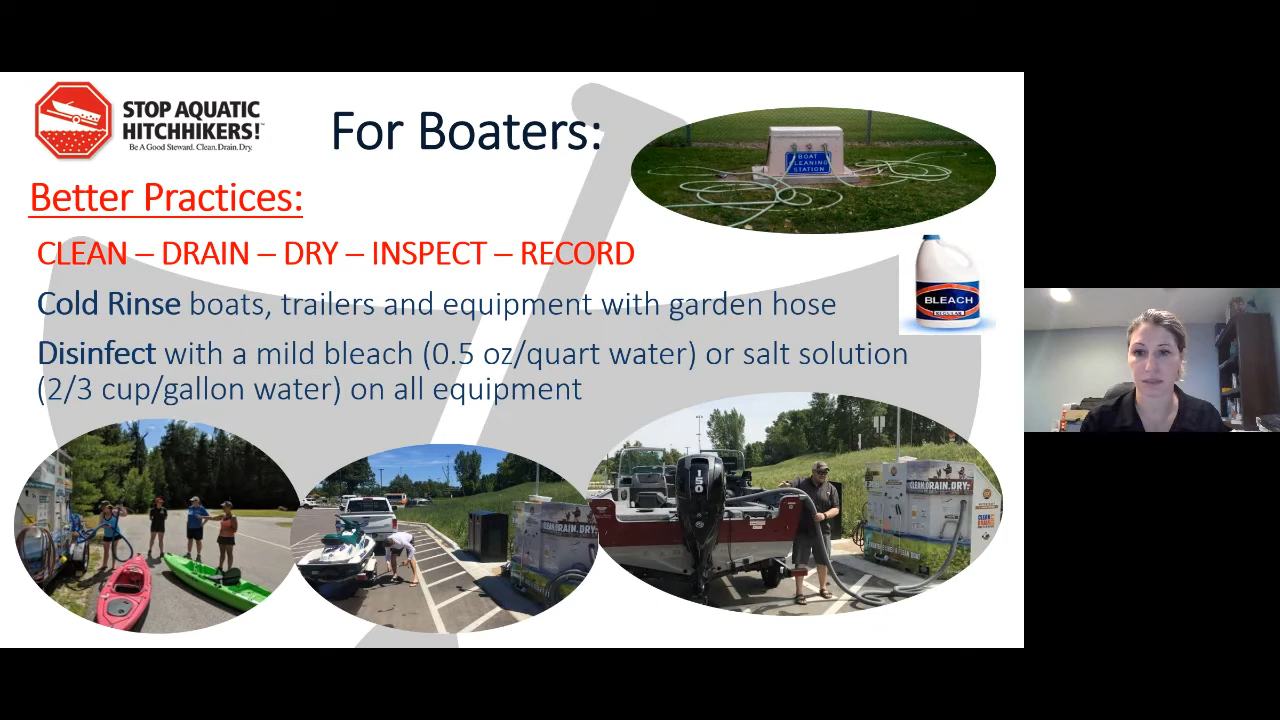 STOP AQUATIC
HITCHHIKERS!™
Be A Good Steward. Clean. Drain. Dry.
For Boaters:
BOAT
CLEANING
STATION
Better Practices:
CLEAN – DRAIN – DRY – INSPECT – RECORD
Cold Rinse boats, trailers and equipment with garden hose
BLEACH
REGULAR
Disinfect with a mild bleach (0.5 oz/quart water) or salt solution
(2/3 cup/gallon water) on all equipment
CLEAN.DRAIN.DRY.
150
CLEAN.DRAIN.DRY.